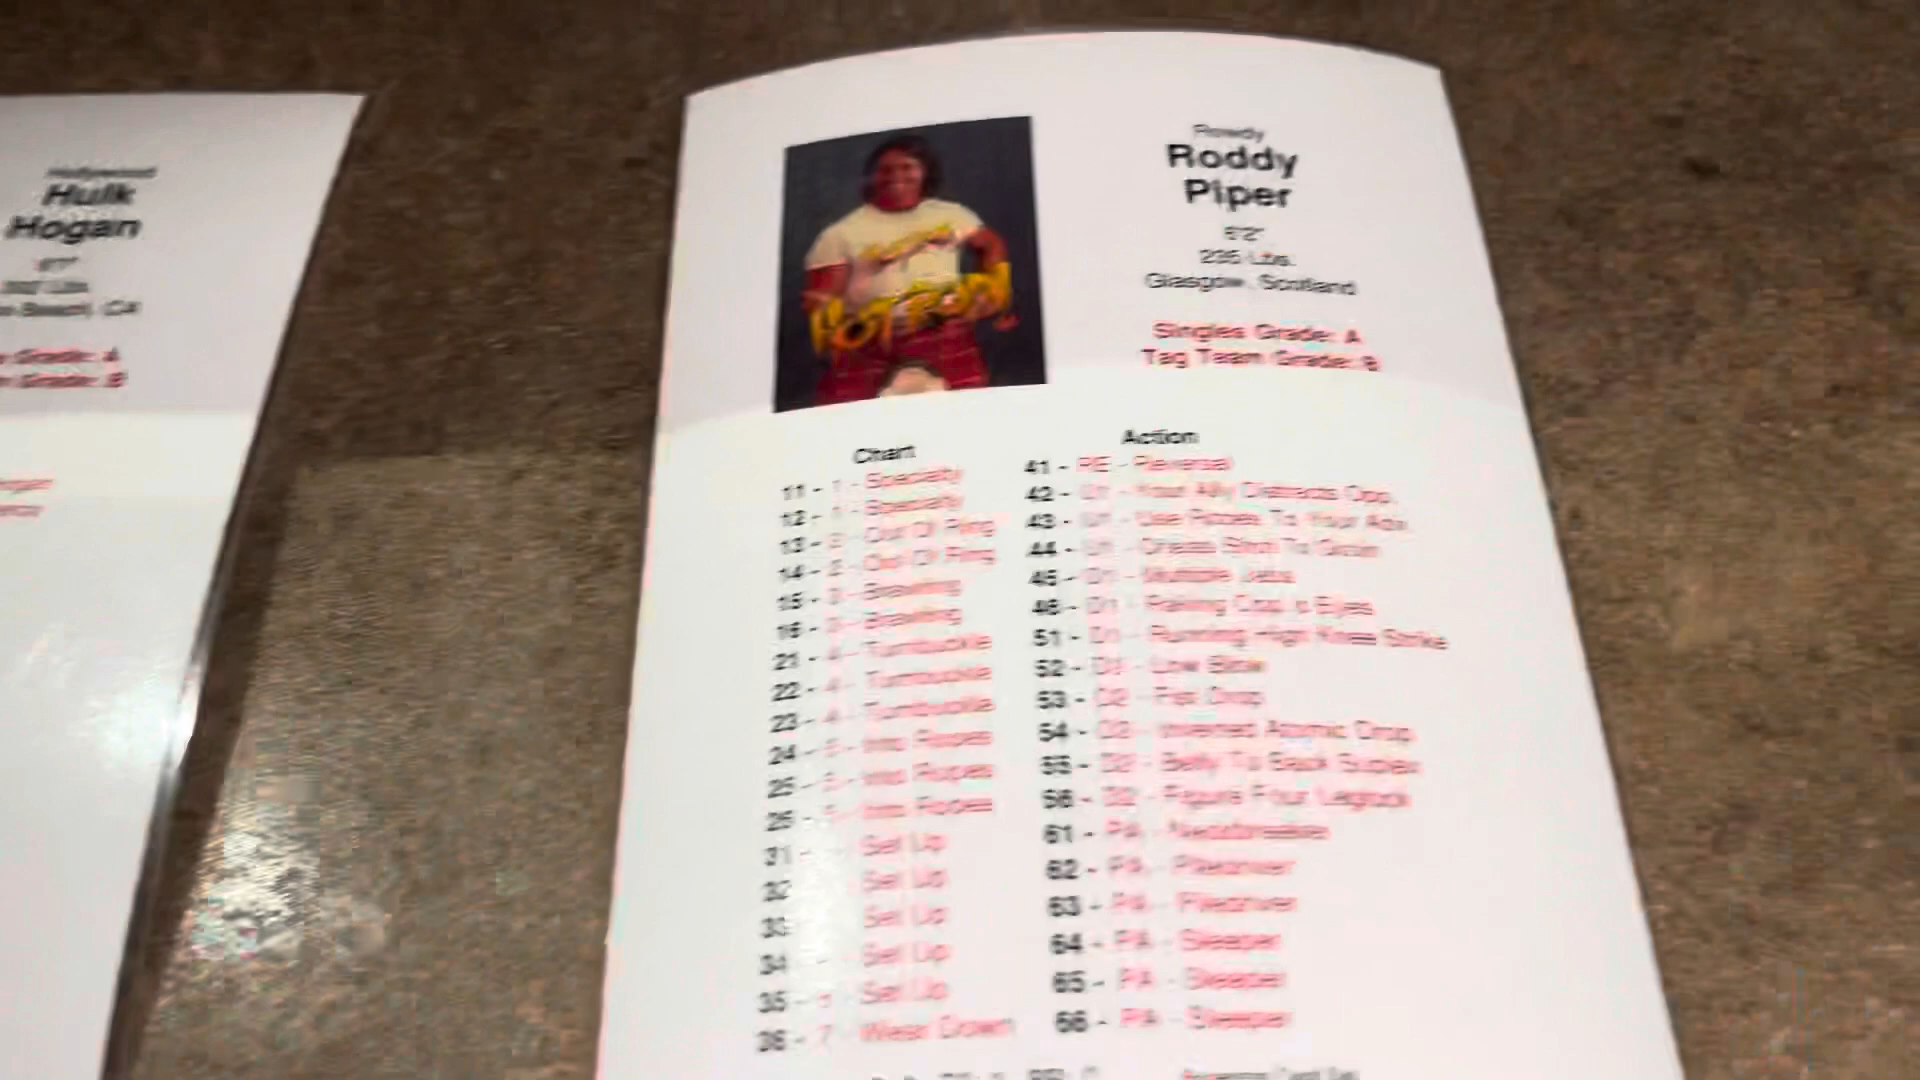 Hollywood
Hulk
Hogan
Beach, CA
Grade: A
Grade: B
Rowdy
Roddy
Piper
6'2"
235 Lbs.
Glasgow, Scotland
Singles Grade: A
Tag Team Grade: B
HOT ROD!
Chart
11 - 1 - Specialty
12 - 1 - Specialty
13 - 2 - Out Of Ring
14 - 2 - Out Of Ring
15 - 3 - Brawling
16 - 3 - Brawling
21 - 4 - Turnbuckle
22 - 4 - Turnbuckle
23 - 4 - Turnbuckle
24 - 5 - Into Ropes
25 - 5 - Into Ropes
26 - 5 - Into Ropes
31 - Set Up
32 Set Up
33 Set Up
34 - Set Up
35 - Set Up
36 - 7 - Wear Down
Action
41 - RE - Reversal
42 - - Your Ally Distracts Opp.
43 - - Use Ropes To Your Adv.
44 - - Cheap Shot To Groin
45 - D1 - Multiple Jabs
46 - D1 - Raking Opp.'s Eyes
51 - D1 - Running High Knee Strike
52 - - Low Blow
53 - D2 - Fist Drop
54 - D2 - Inverted Atomic Drop
55 - D2 - Belly To Back Suplex
56 - D2 - Figure Four Leglock
61 - PA - Neckbreaker
62 - PA - Piledriver
63 - PA - Piledriver
64 - PA - Sleeper
65 - PA - Sleeper
66 - PA - Sleeper